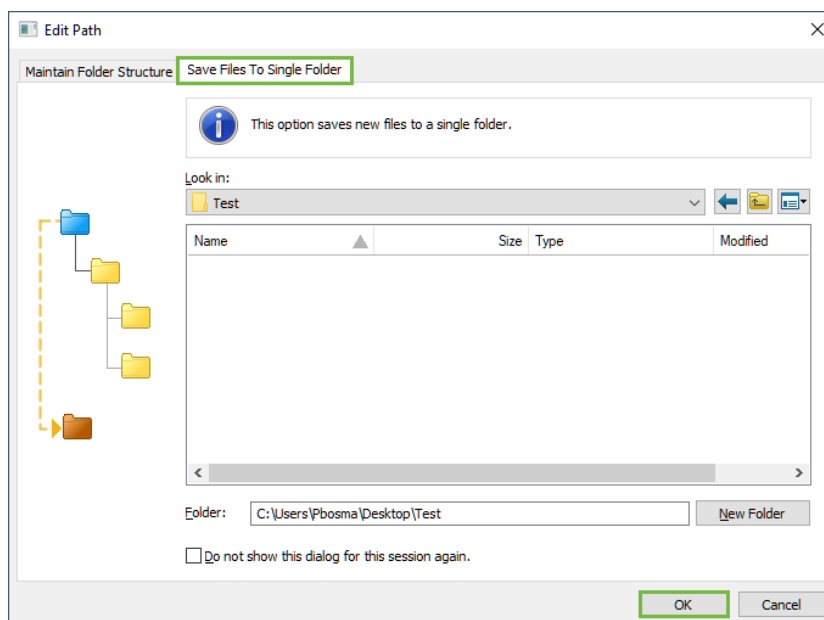 Edit Path
Maintain Folder Structure
Save Files To Single Folder
This option saves new files to a single folder.
Look in:
Test
Name Size Type Modified
Folder: C:\Users\Pbosma\Desktop\Test New Folder
Do not show this dialog for this session again.
OK Cancel